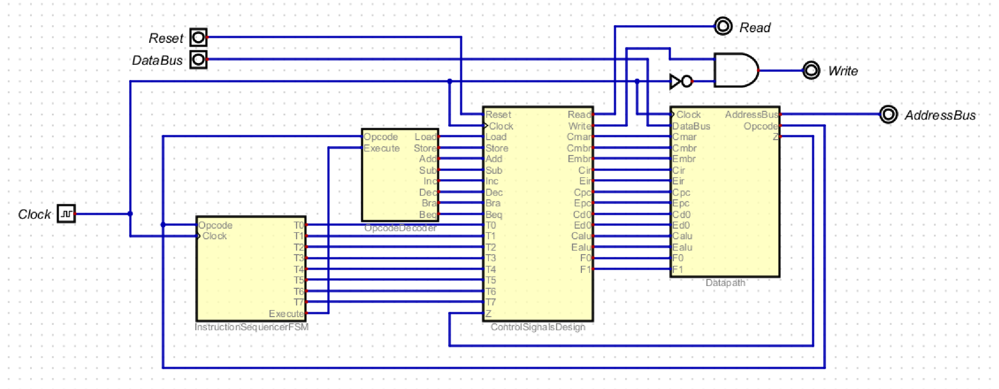 Read
Reset
DataBus
Write
AddressBus
Clock
Opcode
Execute
Load
Store
Add
Sub
Inc
Dec
Bra
Beq
OpcodeDecoder
Opcode
Clock
T0
T1
T2
T3
T4
T5
T6
T7
Execute
InstructionSequencerFSM
Reset
Clock
Load
Store
Add
Sub
Inc
Dec
Bra
Beq
T0
T1
T2
T3
T4
T5
T6
T7
Z
Read
Write
Cmar
Cmbr
Embr
Cir
Eir
Cpc
Epc
Cd0
Ed0
Calu
Ealu
F0
F1
ControlSignalsDesign
Clock
DataBus
Cmar
Cmbr
Embr
Cir
Eir
Cpc
Epc
Cd0
Ed0
Calu
Ealu
F0
F1
AddressBus
Opcode
Z
Datapath